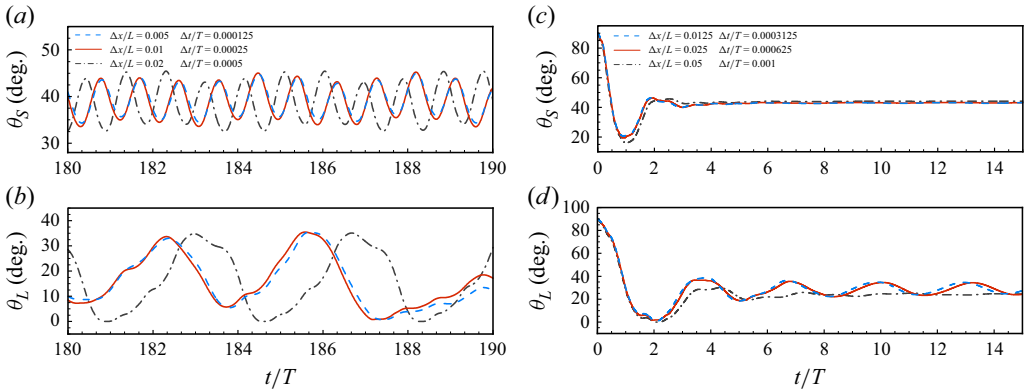 (a)
θS (deg.)
50
40
30
Δx/L = 0.005 Δt/T = 0.000125
Δx/L = 0.01 Δt/T = 0.00025
Δx/L = 0.02 Δt/T = 0.0005
180 182 184 186 188 190
(b)
θL (deg.)
40
30
20
10
0
180 182 184 186 188 190
t/T
(c)
θS (deg.)
80
60
40
20
Δx/L = 0.0125 Δt/T = 0.0003125
Δx/L = 0.025 Δt/T = 0.000625
Δx/L = 0.05 Δt/T = 0.001
0 2 4 6 8 10 12 14
(d)
θL (deg.)
100
80
60
40
20
0
0 2 4 6 8 10 12 14
t/T